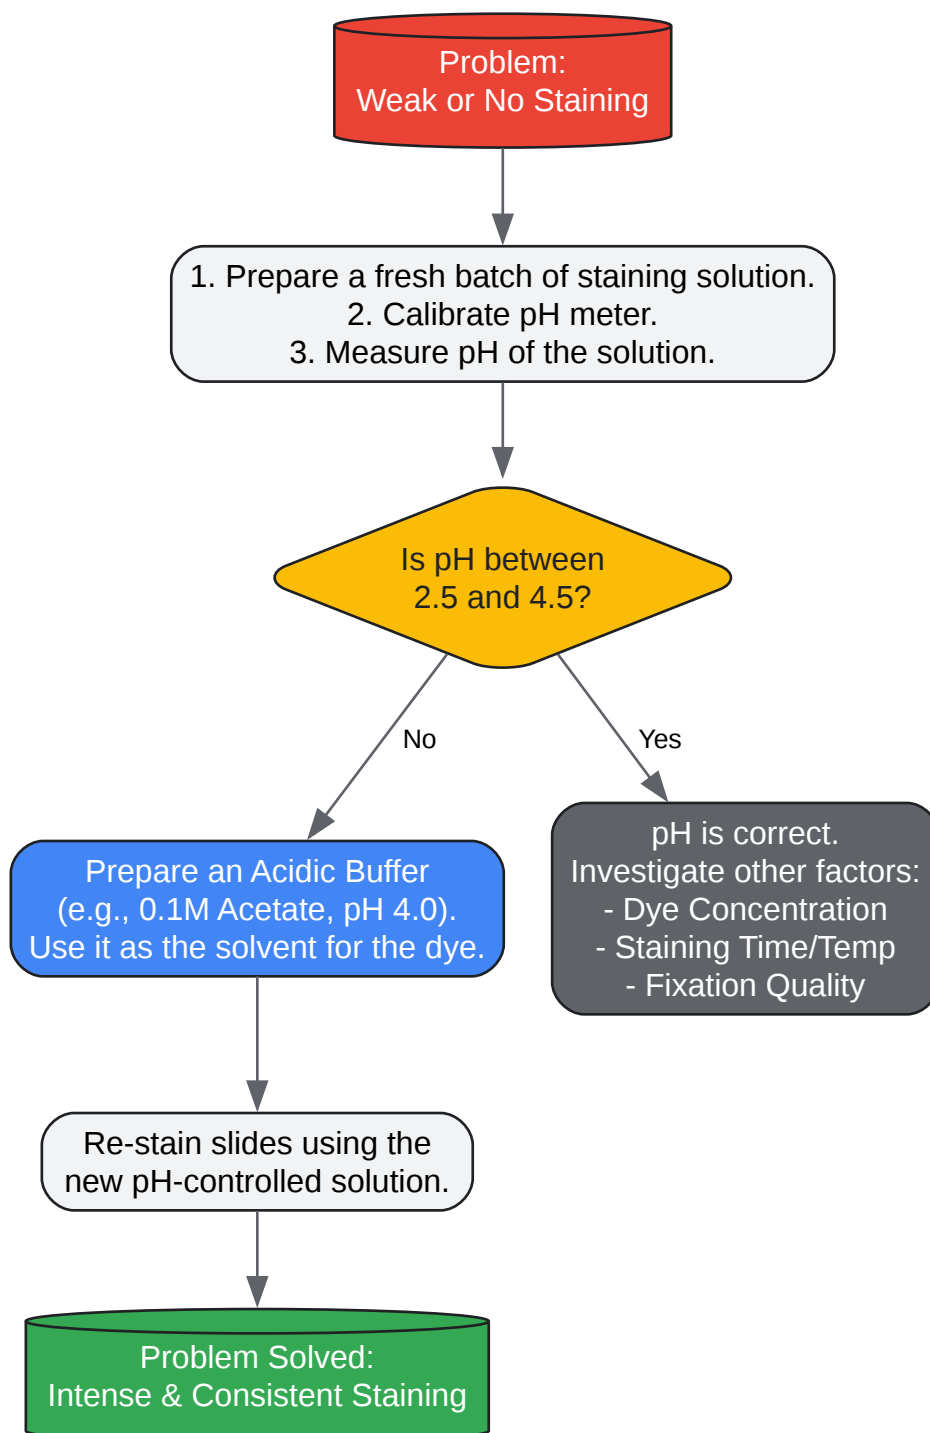 Problem:
Weak or No Staining
1. Prepare a fresh batch of staining solution.
2. Calibrate pH meter.
3. Measure pH of the solution.
Is pH between
2.5 and 4.5?
No
Yes
Prepare an Acidic Buffer
(e.g., 0.1M Acetate, pH 4.0).
Use it as the solvent for the dye.
pH is correct.
Investigate other factors:
- Dye Concentration
- Staining Time/Temp
- Fixation Quality
Re-stain slides using the
new pH-controlled solution.
Problem Solved:
Intense & Consistent Staining